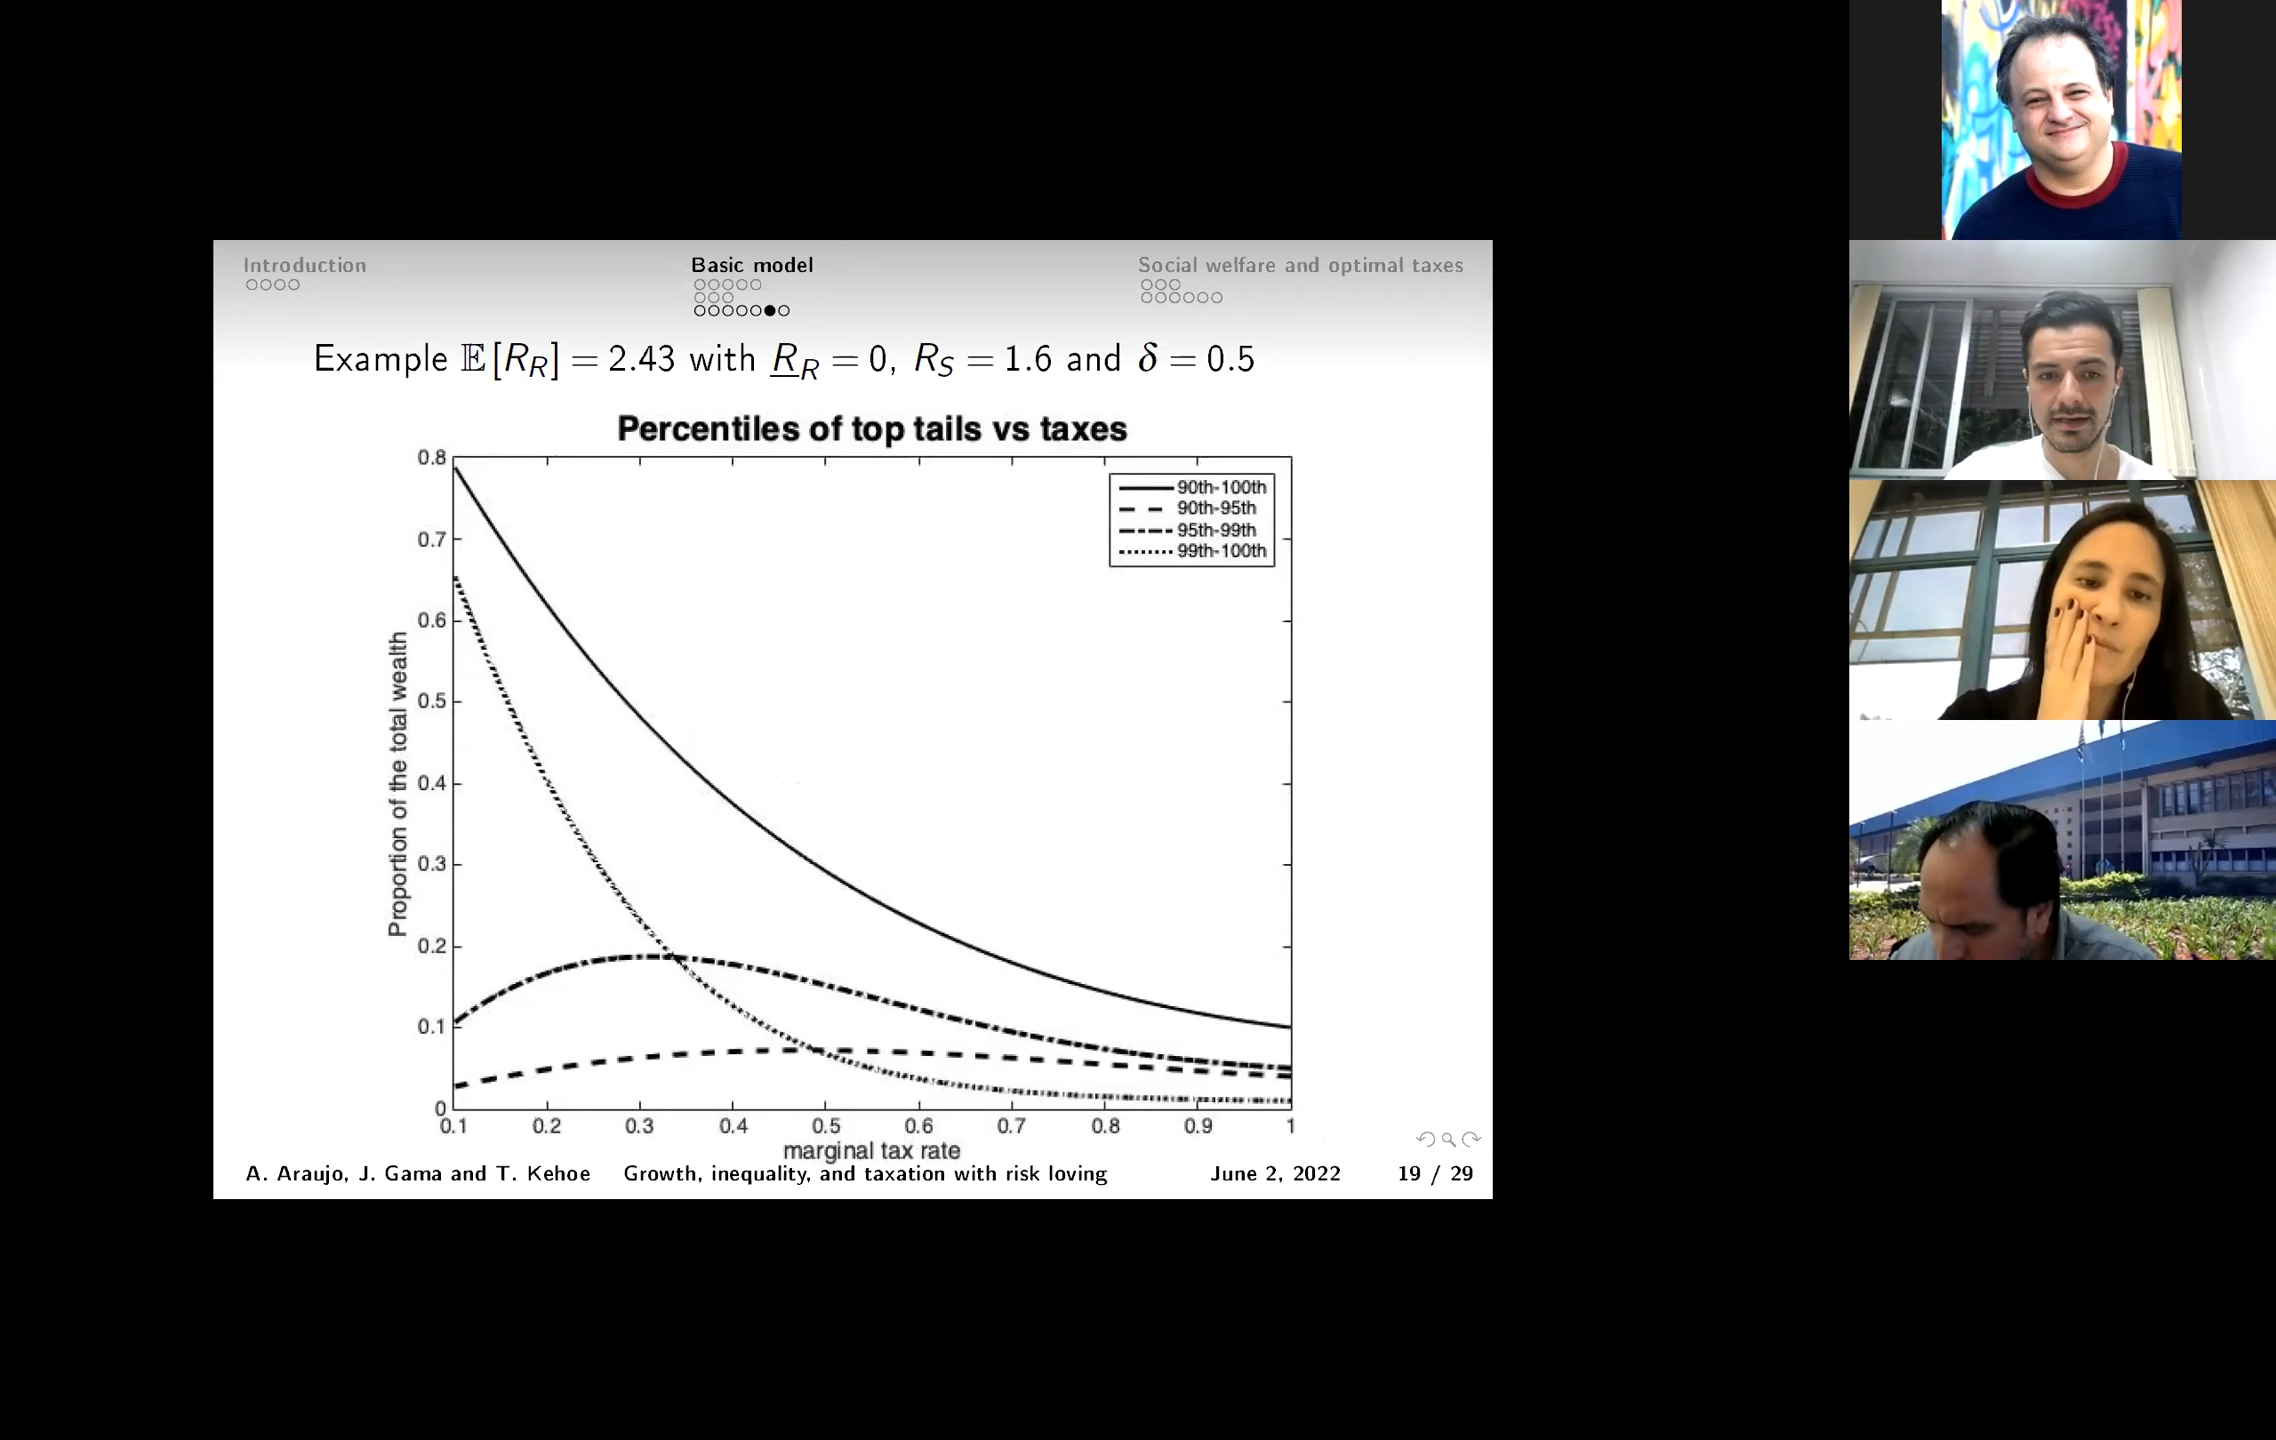 Introduction
Basic model
Social welfare and optimal taxes
Example 𝔼[R_R] = 2.43 with R̲_R = 0, R_S = 1.6 and δ = 0.5
Percentiles of top tails vs taxes
90th-100th
90th-95th
95th-99th
99th-100th
Proportion of the total wealth
0.8
0.7
0.6
0.5
0.4
0.3
0.2
0.1
0
0.1 0.2 0.3 0.4 0.5 0.6 0.7 0.8 0.9 1
marginal tax rate
A. Araujo, J. Gama and T. Kehoe Growth, inequality, and taxation with risk loving June 2, 2022 19 / 29